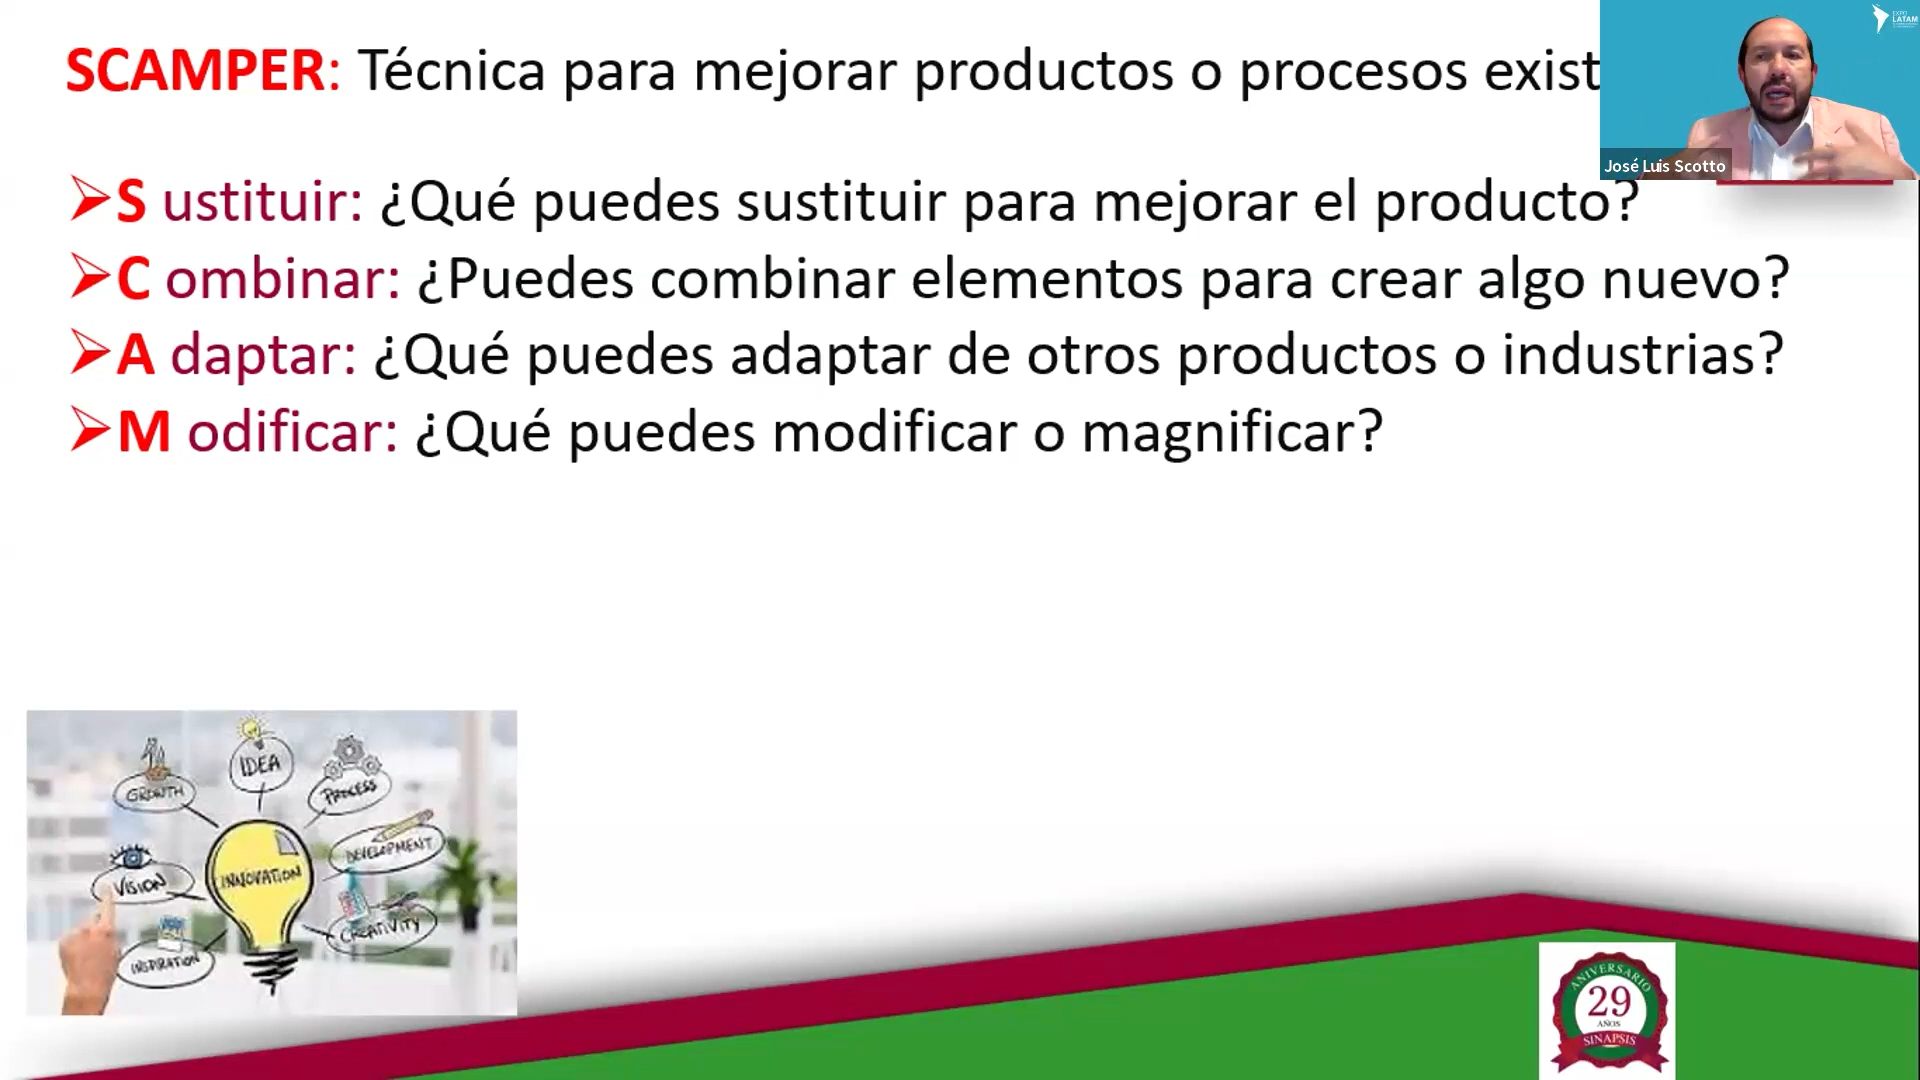 SCAMPER: Técnica para mejorar productos o procesos exist
EXPO
LATAM
José Luis Scotto
S ustituir: ¿Qué puedes sustituir para mejorar el producto?
C ombinar: ¿Puedes combinar elementos para crear algo nuevo?
A daptar: ¿Qué puedes adaptar de otros productos o industrias?
M odificar: ¿Qué puedes modificar o magnificar?
IDEA
GROWTH
PROCESS
DEVELOPMENT
VISION
INNOVATION
CREATIVITY
INSPIRATION
ANIVERSARIO
29
AÑOS
SINAPSIS